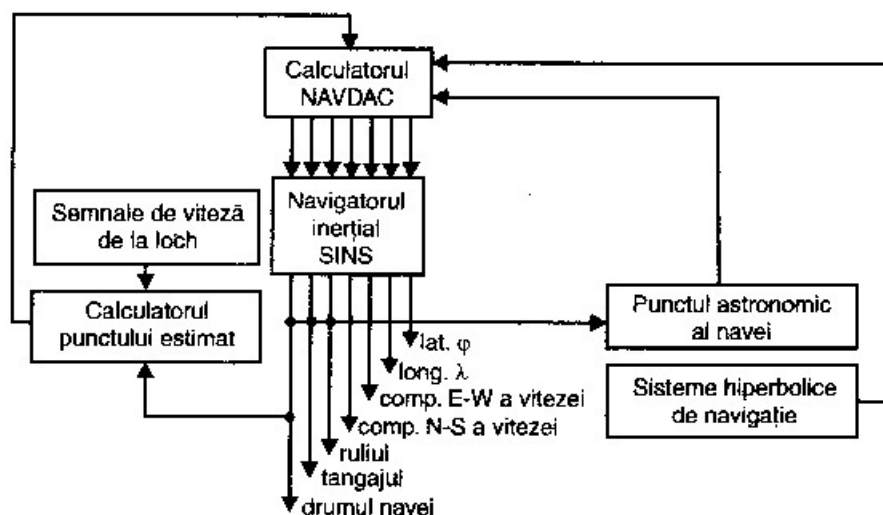 Calculatorul
NAVDAC
Semnale de viteză
de la loch
Navigatorul
inerțial
SINS
Calculatorul
punctului estimat
Punctul astronomic
al navei
Sisteme hiperbolice
de navigație
lat. φ
long. λ
comp. E-W a vitezei
comp. N-S a vitezei
ruliul
tangajul
drumul navei